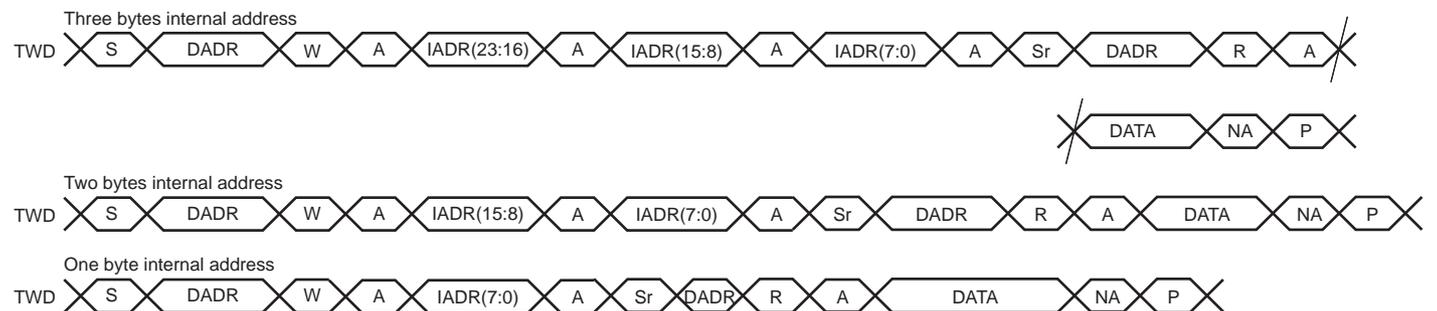 Three bytes internal address
TWD S DADR W A IADR(23:16) A IADR(15:8) A IADR(7:0) A Sr DADR R A
DATA NA P
Two bytes internal address
TWD S DADR W A IADR(15:8) A IADR(7:0) A Sr DADR R A DATA NA P
One byte internal address
TWD S DADR W A IADR(7:0) A Sr DADR R A DATA NA P